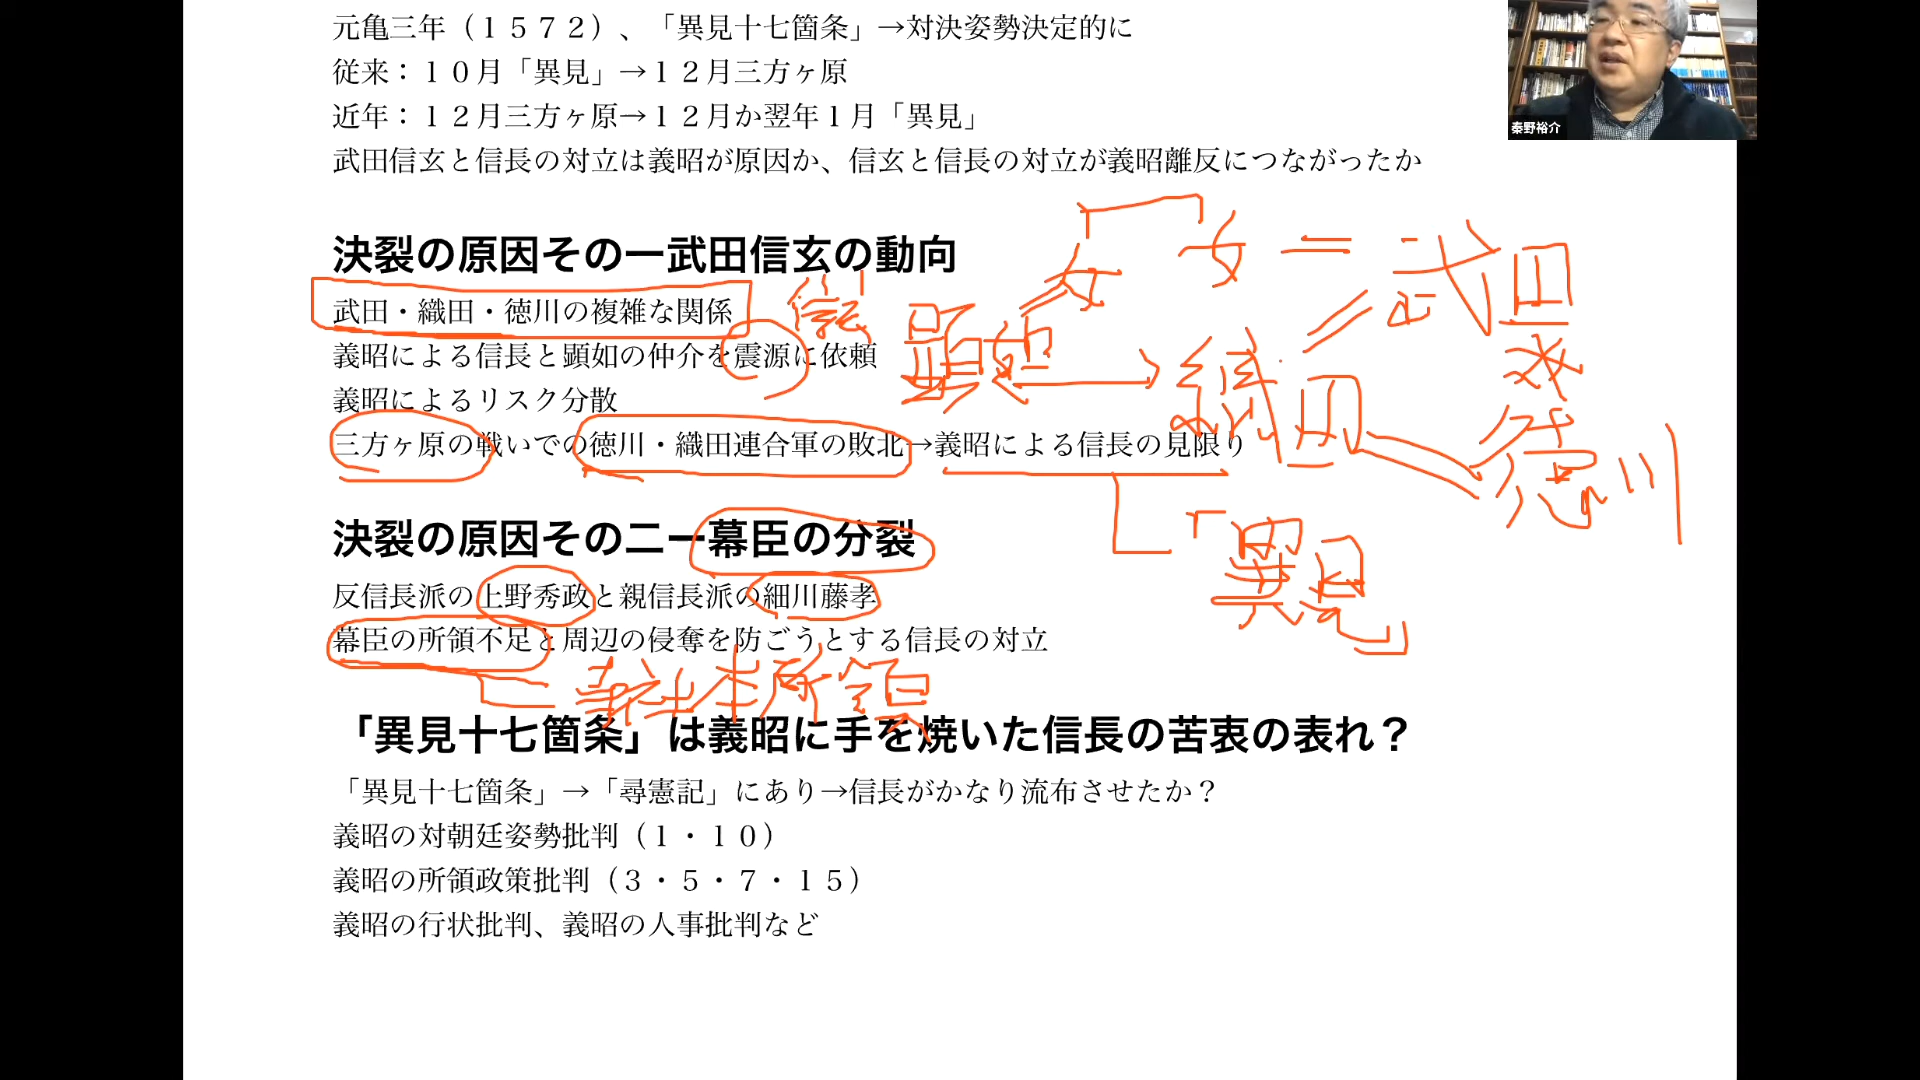 元亀三年（１５７２）、「異見十七箇条」→対決姿勢決定的に
従来：１０月「異見」→１２月三方ヶ原
近年：１２月三方ヶ原→１２月か翌年１月「異見」
武田信玄と信長の対立は義昭が原因か、信玄と信長の対立が義昭離反につながったか
秦野裕介
決裂の原因その一武田信玄の動向
武田・織田・徳川の複雑な関係
義昭による信長と顕如の仲介を震源に依頼
義昭によるリスク分散
三方ヶ原の戦いでの徳川・織田連合軍の敗北→義昭による信長の見限り
女
女＝武田
信玄
顕如
織田
徳川
「異見」
決裂の原因その二ー幕臣の分裂
反信長派の上野秀政と親信長派の細川藤孝
幕臣の所領不足と周辺の侵奪を防ごうとする信長の対立
寺社本所領
「異見十七箇条」は義昭に手を焼いた信長の苦衷の表れ？
「異見十七箇条」→「尋憲記」にあり→信長がかなり流布させたか？
義昭の対朝廷姿勢批判（１・１０）
義昭の所領政策批判（３・５・７・１５）
義昭の行状批判、義昭の人事批判など